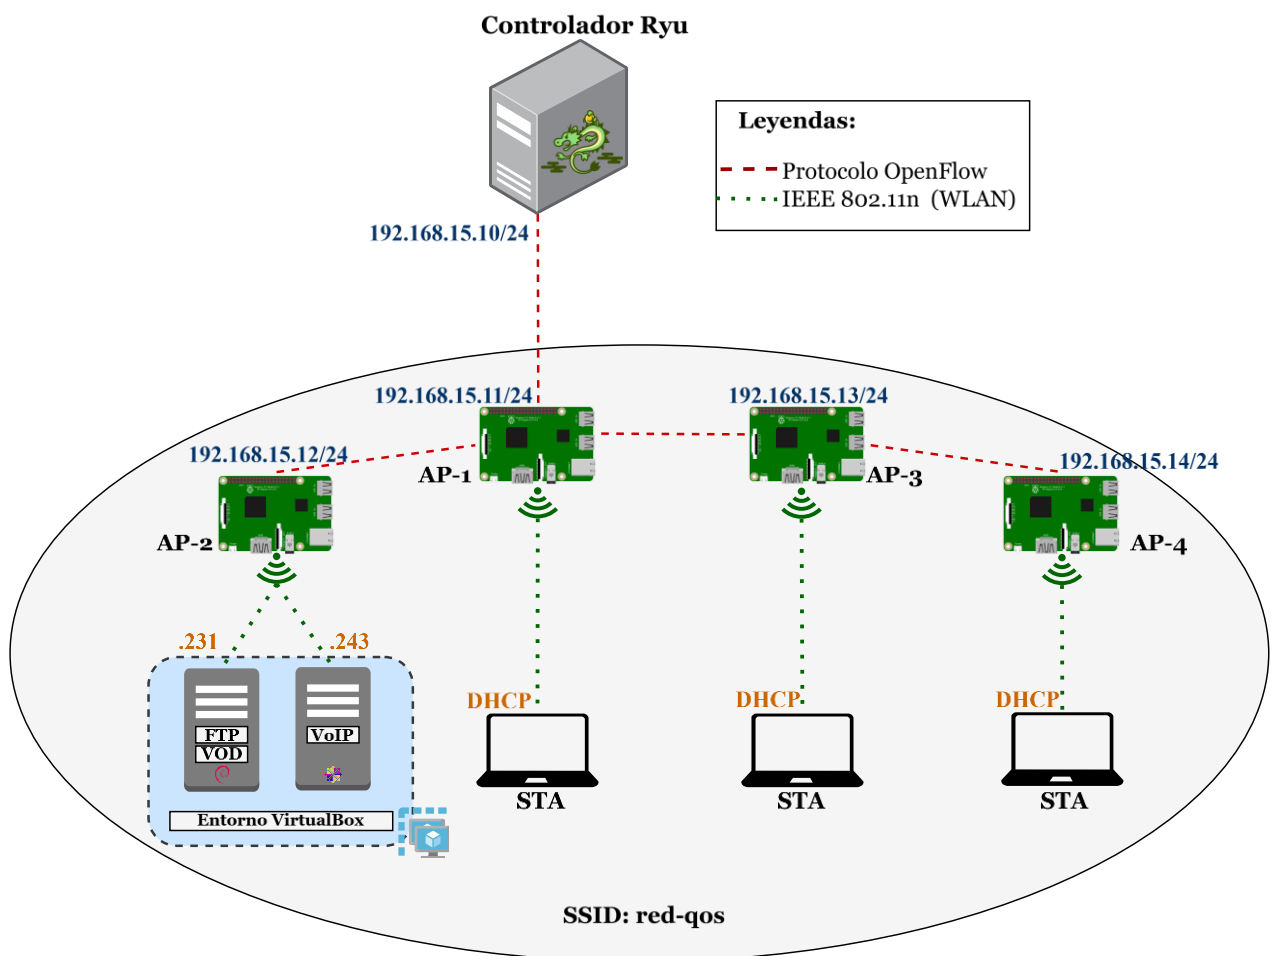 Controlador Ryu
Leyendas:
Protocolo OpenFlow
IEEE 802.11n (WLAN)
192.168.15.10/24
192.168.15.11/24
192.168.15.13/24
192.168.15.12/24
192.168.15.14/24
AP-1
AP-3
AP-2
AP-4
.231
.243
DHCP
DHCP
DHCP
FTP
VOD
VoIP
STA
STA
STA
Entorno VirtualBox
SSID: red-qos